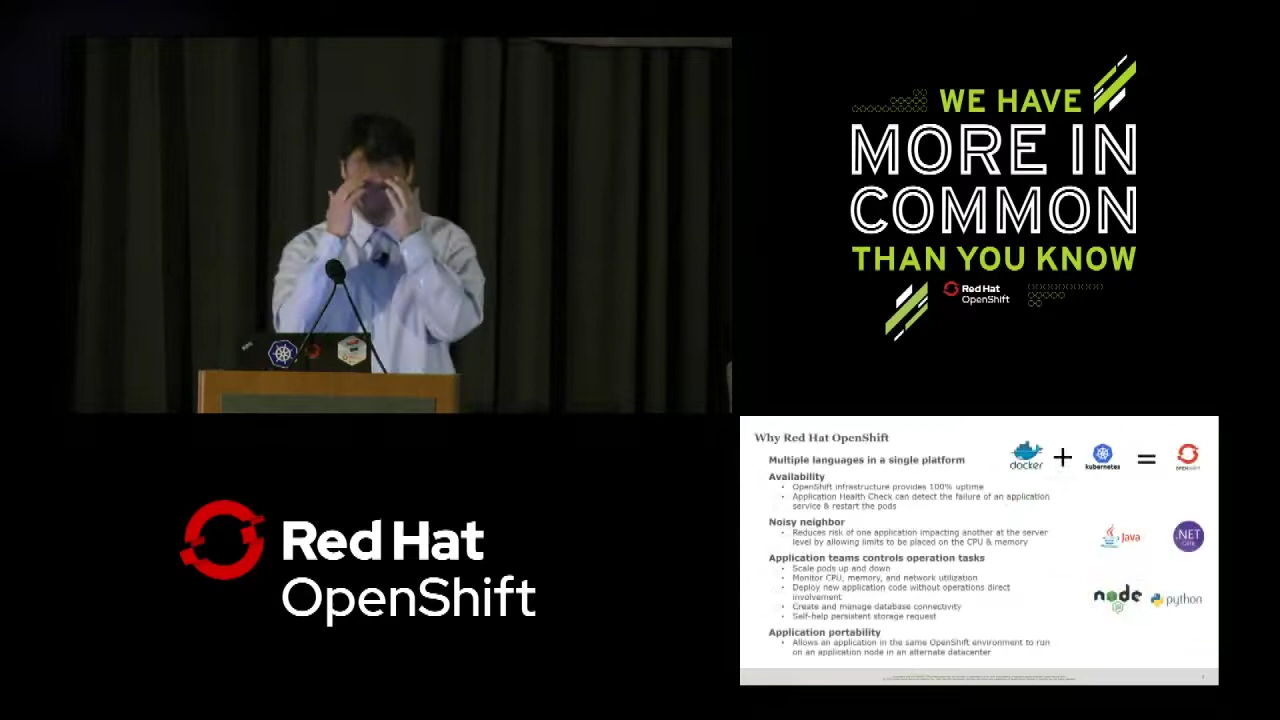 WE HAVE
MORE IN
COMMON
THAN YOU KNOW
Red Hat
OpenShift
Red Hat
OpenShift
Why Red Hat OpenShift
docker + kubernetes = OPENSHIFT
Multiple languages in a single platform
Availability
• OpenShift infrastructure provides 100% uptime
• Application Health Check can detect the failure of an application
service & restart the pods
Noisy neighbor
• Reduces risk of one application impacting another at the server
level by allowing limits to be placed on the CPU & memory
Java
.NET
CORE
Application teams controls operation tasks
• Scale pods up and down
• Monitor CPU, memory, and network utilization
• Deploy new application code without operations direct
involvement
• Create and manage database connectivity
• Self-help persistent storage request
node
JS
python
Application portability
• Allows an application in the same OpenShift environment to run
on an application node in an alternate datacenter